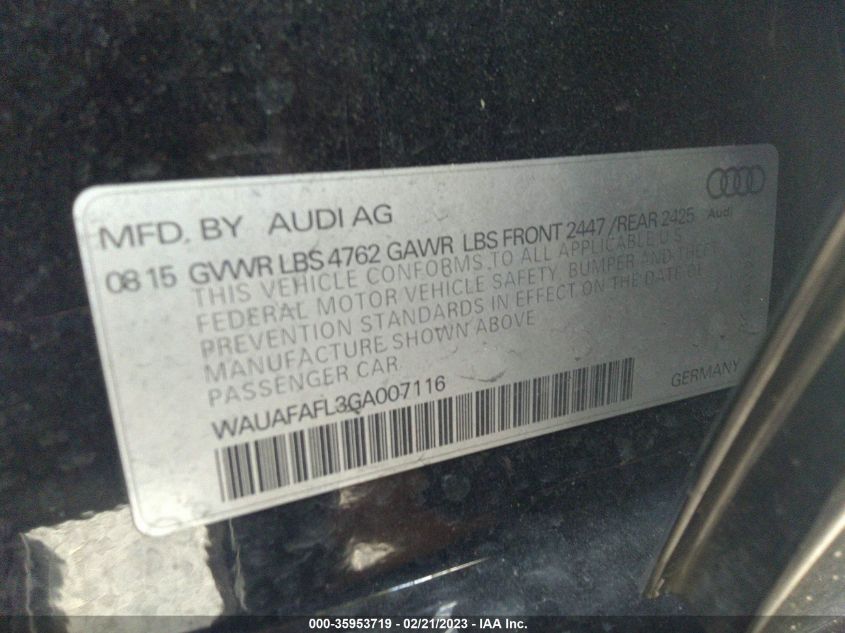 MFD. BY AUDI AG
Audi
08 15 GVWR LBS 4762 GAWR LBS FRONT 2447 / REAR 2425
THIS VEHICLE CONFORMS TO ALL APPLICABLE U.S.
FEDERAL MOTOR VEHICLE SAFETY, BUMPER AND THEFT
PREVENTION STANDARDS IN EFFECT ON THE DATE OF
MANUFACTURE SHOWN ABOVE
PASSENGER CAR.
WAUAFAFL3GA007116
GERMANY
000-35953719 / 02/21/2023 - IAA Inc.